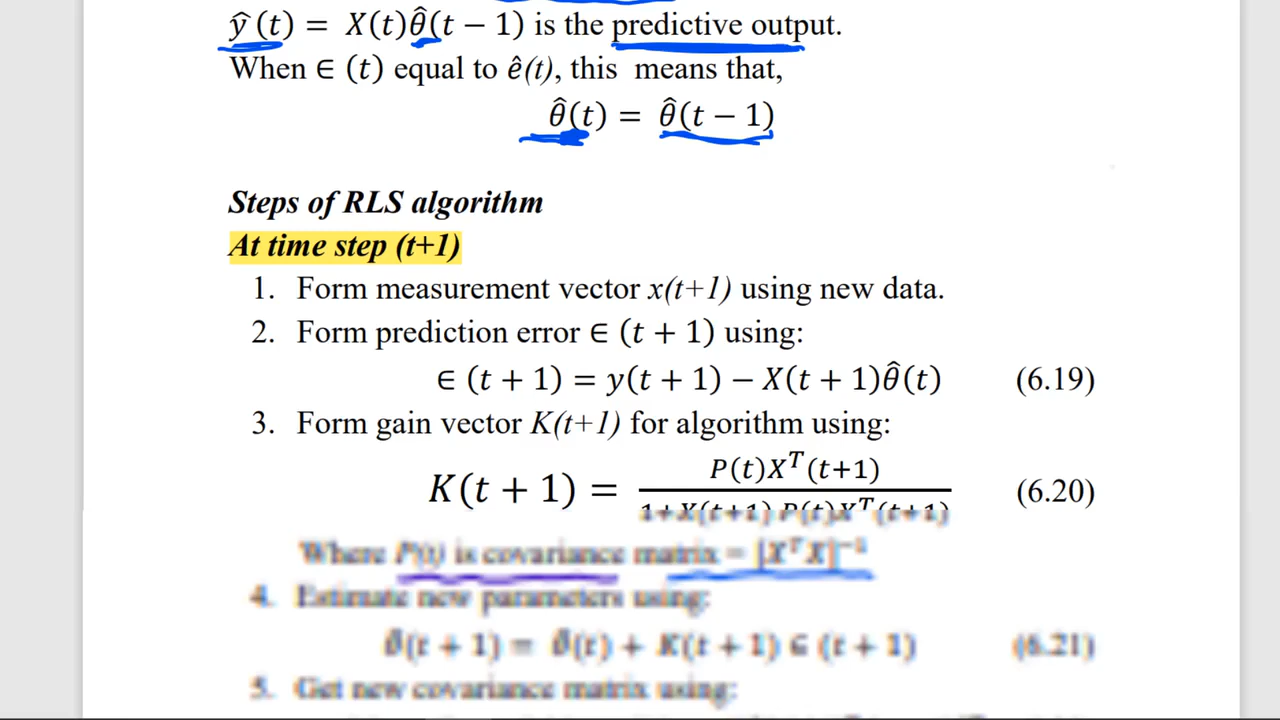 ŷ (t) = X(t)θ̂(t − 1) is the predictive output.
When ∈ (t) equal to ê(t), this means that,
θ̂(t) = θ̂(t − 1)
Steps of RLS algorithm
At time step (t+1)
1. Form measurement vector x(t+1) using new data.
2. Form prediction error ∈ (t + 1) using:
∈ (t + 1) = y(t + 1) − X(t + 1)θ̂(t) (6.19)
3. Form gain vector K(t+1) for algorithm using:
K(t + 1) = P(t)X^T(t+1) / 1+X(t+1) P(t)X^T(t+1) (6.20)
Where P(t) is covariance matrix = [X^T X]^−1
4. Estimate new parameters using:
θ̂(t + 1) = θ̂(t) + K(t + 1) ∈ (t + 1) (6.21)
5. Get new covariance matrix using: